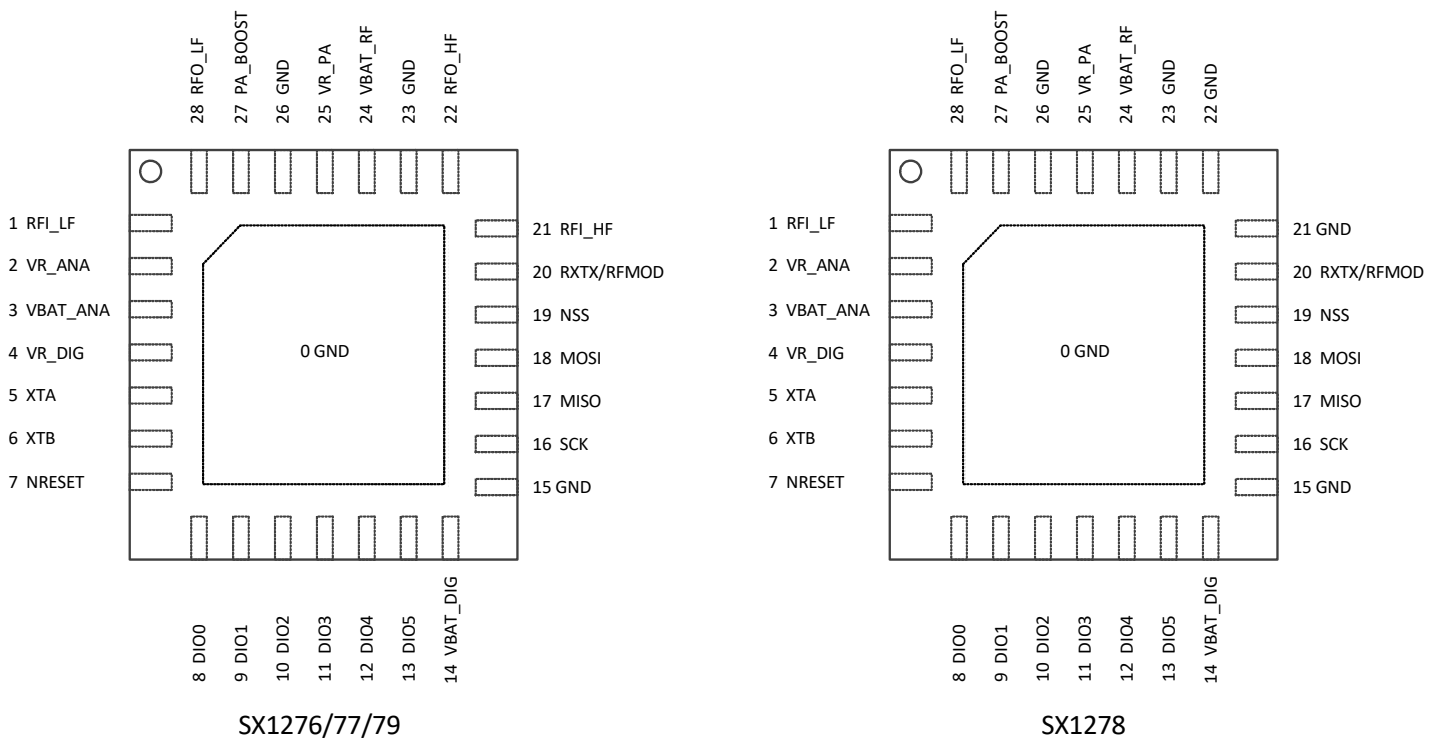 28 RFO_LF
27 PA_BOOST
26 GND
25 VR_PA
24 VBAT_RF
23 GND
22 RFO_HF
1 RFI_LF
2 VR_ANA
3 VBAT_ANA
4 VR_DIG
5 XTA
6 XTB
7 NRESET
0 GND
21 RFI_HF
20 RXTX/RFMOD
19 NSS
18 MOSI
17 MISO
16 SCK
15 GND
8 DIO0
9 DIO1
10 DIO2
11 DIO3
12 DIO4
13 DIO5
14 VBAT_DIG
SX1276/77/79
28 RFO_LF
27 PA_BOOST
26 GND
25 VR_PA
24 VBAT_RF
23 GND
22 GND
1 RFI_LF
2 VR_ANA
3 VBAT_ANA
4 VR_DIG
5 XTA
6 XTB
7 NRESET
0 GND
21 GND
20 RXTX/RFMOD
19 NSS
18 MOSI
17 MISO
16 SCK
15 GND
8 DIO0
9 DIO1
10 DIO2
11 DIO3
12 DIO4
13 DIO5
14 VBAT_DIG
SX1278